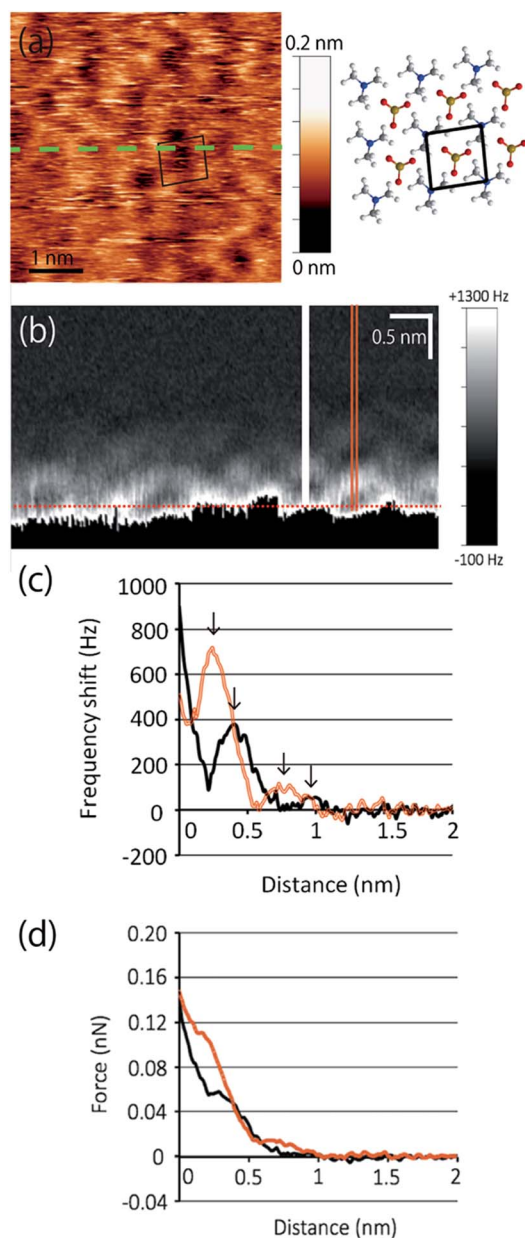 (a)
0.2 nm
0 nm
1 nm
(b)
0.5 nm
+1300 Hz
-100 Hz
(c)
Frequency shift (Hz)
1000
800
600
400
200
0
-200
0 0.5 1 1.5 2
Distance (nm)
(d)
Force (nN)
0.20
0.16
0.12
0.08
0.04
0
-0.04
0 0.5 1 1.5 2
Distance (nm)